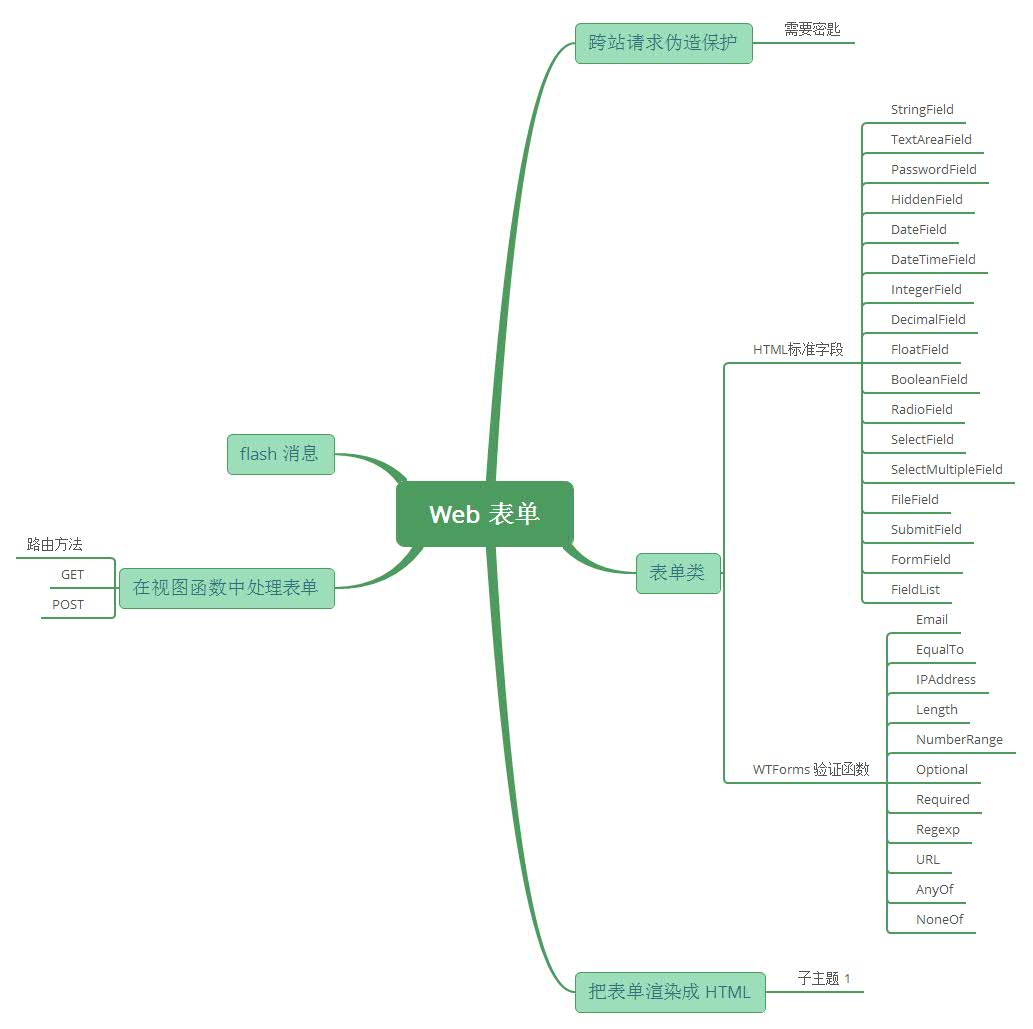 Web 表单
跨站请求伪造保护
需要密匙
表单类
HTML标准字段
StringField
TextAreaField
PasswordField
HiddenField
DateField
DateTimeField
IntegerField
DecimalField
FloatField
BooleanField
RadioField
SelectField
SelectMultipleField
FileField
SubmitField
FormField
FieldList
WTForms 验证函数
Email
EqualTo
IPAddress
Length
NumberRange
Optional
Required
Regexp
URL
AnyOf
NoneOf
把表单渲染成 HTML
子主题 1
flash 消息
在视图函数中处理表单
路由方法
GET
POST